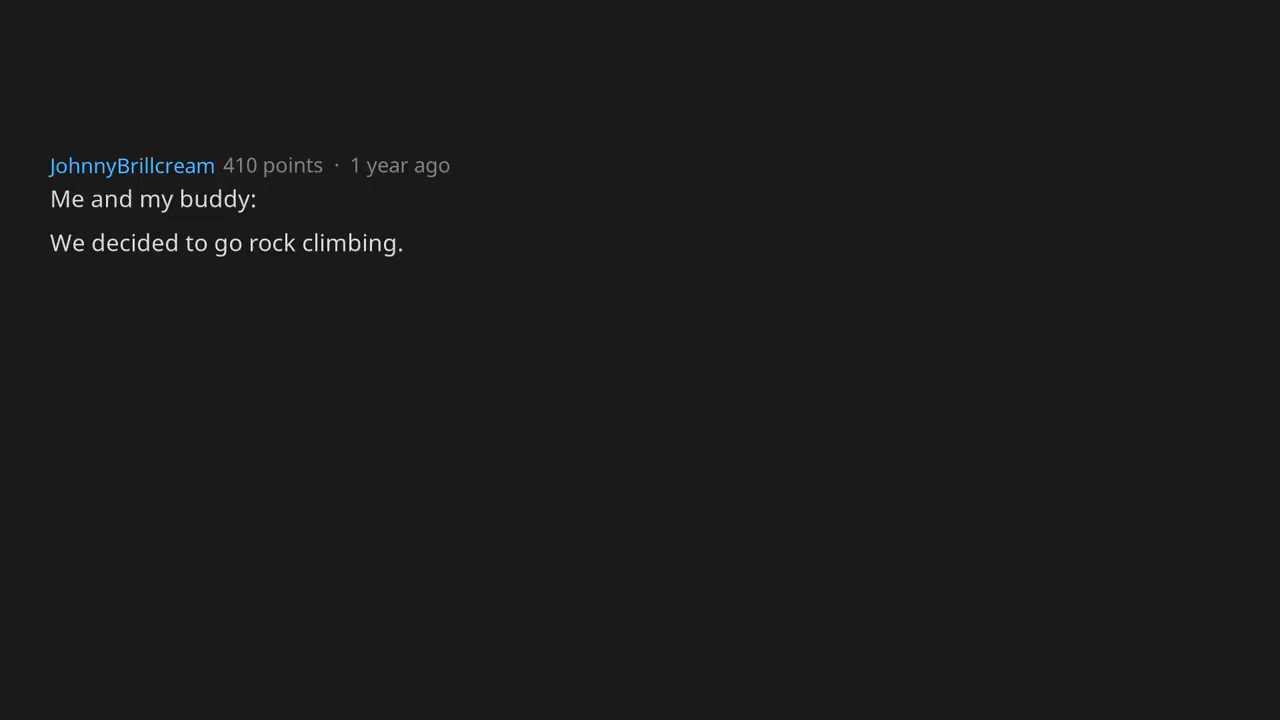 JohnnyBrillcream 410 points · 1 year ago
Me and my buddy:
We decided to go rock climbing.